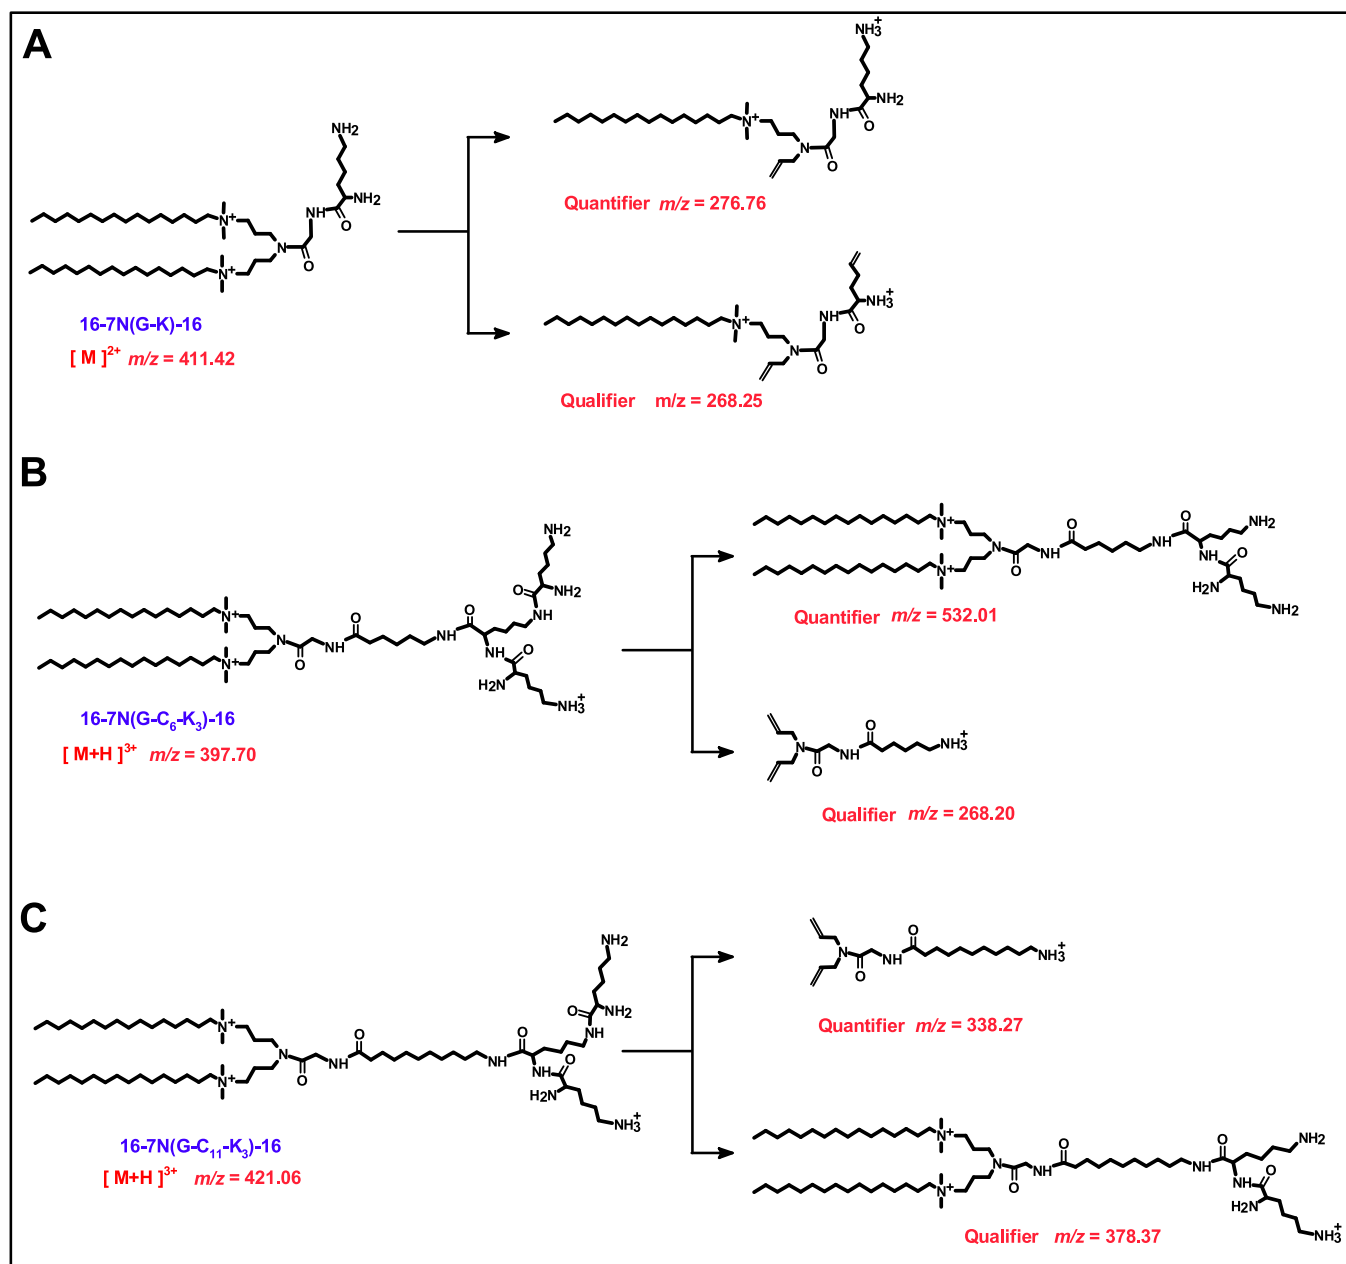 A
NH3
+
NH2
NH
O
N+
N
O
Quantifier m/z = 276.76
NH2
NH2
NH
O
N+
N
O
N+
16-7N(G-K)-16
[ M ]2+ m/z = 411.42
NH3
+
NH
O
N+
N
O
Qualifier m/z = 268.25
B
NH2
O
NH2
NH
O
O
NH
N+
N
O
NH
N+
NH
O
H2N
NH3
+
16-7N(G-C6-K3)-16
[ M+H ]3+ m/z = 397.70
N+
O
O
NH
NH2
N
O
NH
N+
NH
O
H2N
NH2
Quantifier m/z = 532.01
O
N
O
NH
NH3
+
Qualifier m/z = 268.20
C
NH2
O
NH2
NH
O
O
NH
N+
N
O
NH
N+
NH
O
H2N
NH3
+
16-7N(G-C11-K3)-16
[ M+H ]3+ m/z = 421.06
O
N
O
NH
NH3
+
Quantifier m/z = 338.27
N+
O
O
NH
NH2
N
O
NH
N+
NH
O
H2N
NH3
+
Qualifier m/z = 378.37